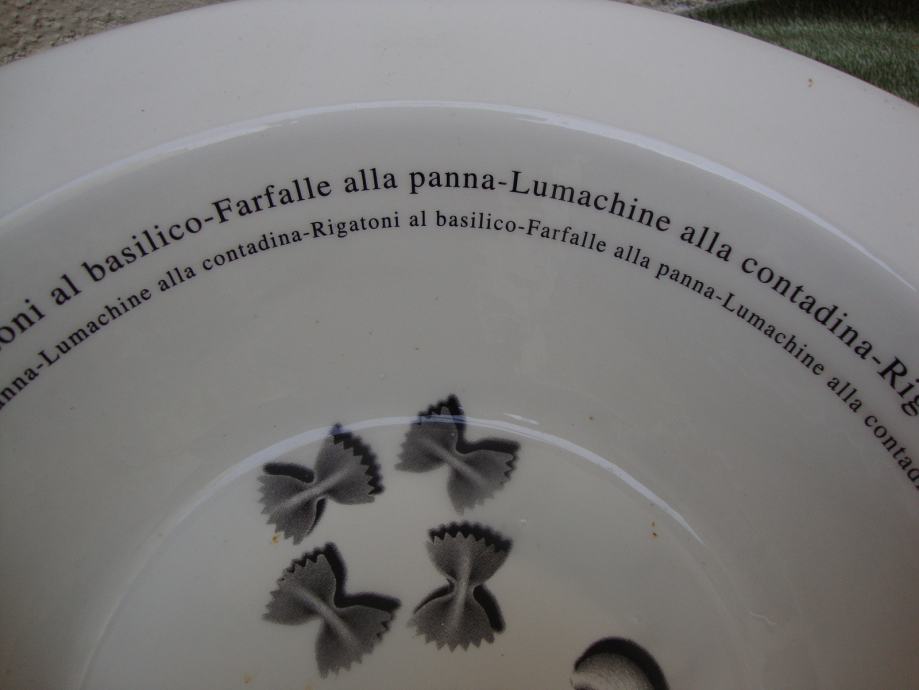 oni al basilico-Farfalle alla panna-Lumachine alla contadina-Rig
nna-Lumachine alla contadina-Rigatoni al basilico-Farfalle alla panna-Lumachine alla contadi